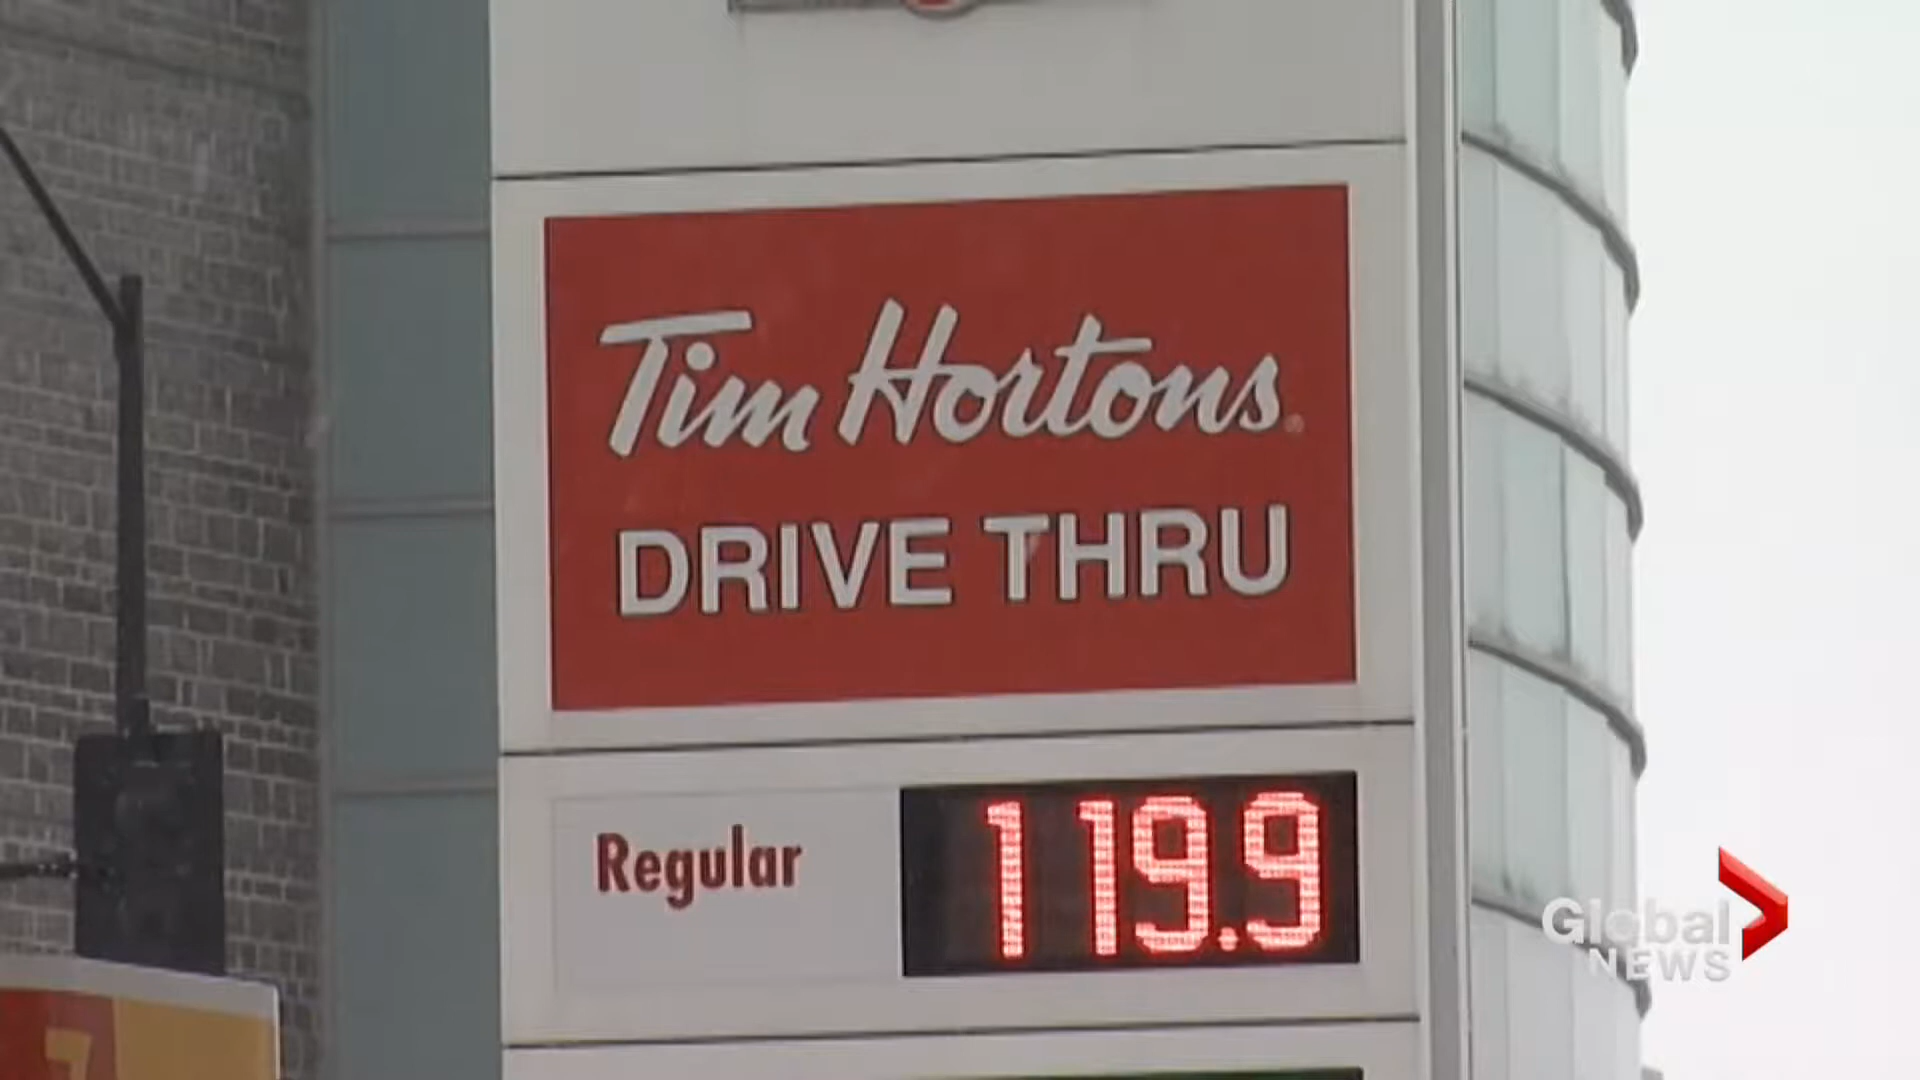 Tim Hortons
DRIVE THRU
Regular 119.9
Global
NEWS